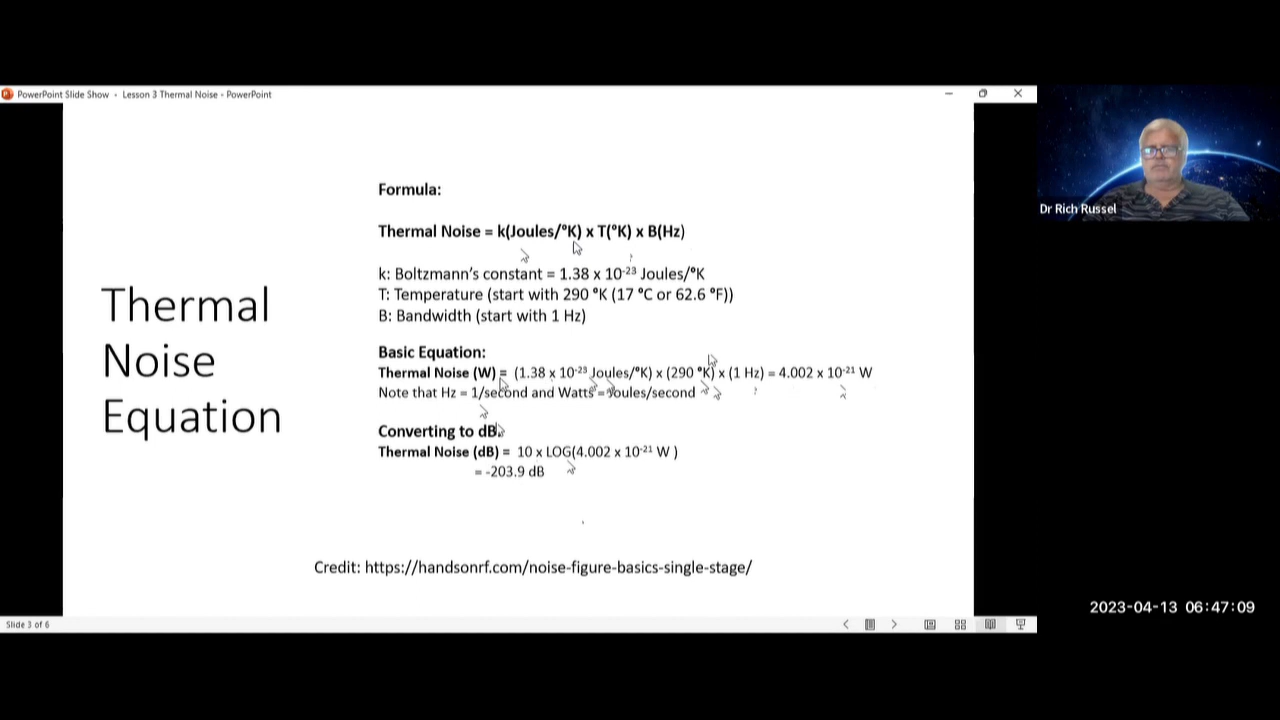 PowerPoint Slide Show - Lesson 3 Thermal Noise - PowerPoint
Thermal
Noise
Equation
Formula:
Thermal Noise = k(Joules/°K) x T(°K) x B(Hz)
k: Boltzmann's constant = 1.38 x 10⁻²³ Joules/°K
T: Temperature (start with 290 °K (17 °C or 62.6 °F))
B: Bandwidth (start with 1 Hz)
Basic Equation:
Thermal Noise (W) = (1.38 x 10⁻²³ Joules/°K) x (290 °K) x (1 Hz) = 4.002 x 10⁻²¹ W
Note that Hz = 1/second and Watts = Joules/second
Converting to dB:
Thermal Noise (dB) = 10 x LOG(4.002 x 10⁻²¹ W )
= -203.9 dB
Credit: https://handsonrf.com/noise-figure-basics-single-stage/
Slide 3 of 6
Dr Rich Russel
2023-04-13 06:47:09